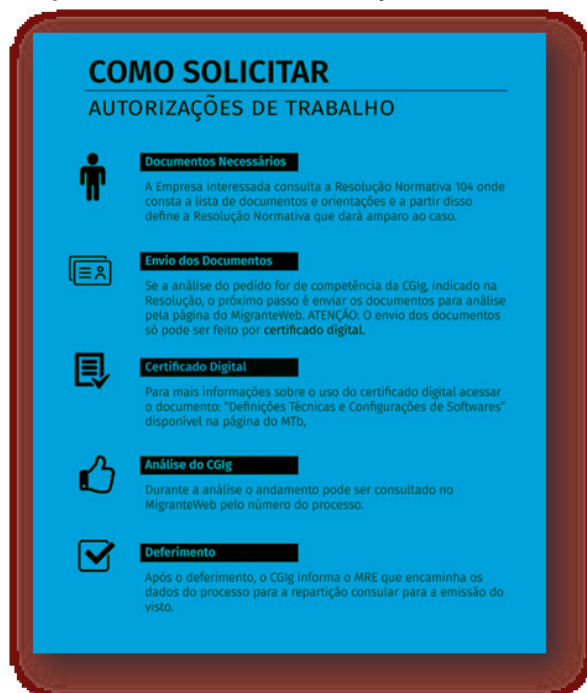 COMO SOLICITAR
AUTORIZAÇÕES DE TRABALHO
Documentos Necessários
A Empresa interessada consulta a Resolução Normativa 104 onde
consta a lista de documentos e orientações e a partir disso
define a Resolução Normativa que dará amparo ao caso.
Envio dos Documentos
Se a análise do pedido for de competência da CGIg, indicado na
Resolução, o próximo passo é enviar os documentos para análise
pela página do MigranteWeb. ATENÇÃO: O envio dos documentos
só pode ser feito por certificado digital.
Certificado Digital
Para mais informações sobre o uso do certificado digital acessar
o documento: “Definições Técnicas e Configurações de Softwares”
disponível na página do MTb,
Análise do CGIg
Durante a análise o andamento pode ser consultado no
MigranteWeb pelo número do processo.
Deferimento
Após o deferimento, o CGIg informa o MRE que encaminha os
dados do processo para a repartição consular para a emissão do
visto.